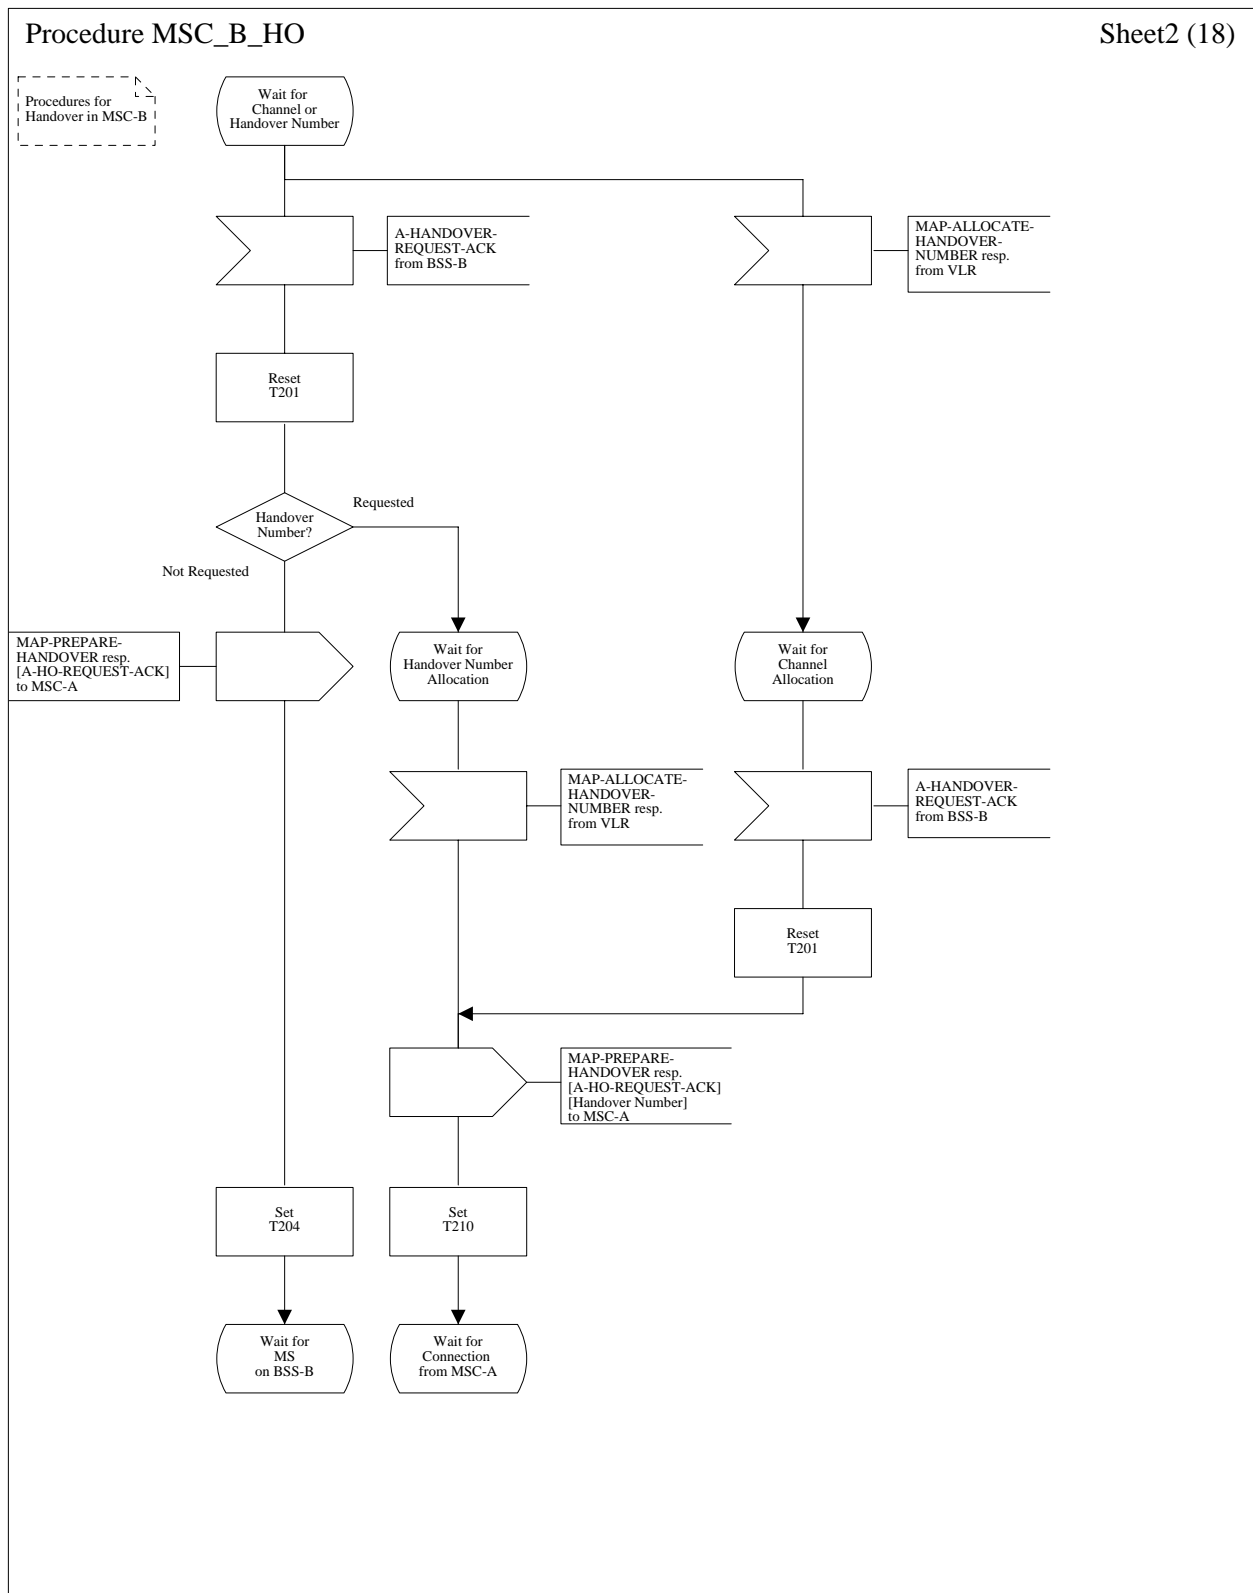 Procedure MSC_B_HO
Sheet2 (18)
Procedures for
Handover in MSC-B
Wait for
Channel or
Handover Number
A-HANDOVER-
REQUEST-ACK
from BSS-B
MAP-ALLOCATE-
HANDOVER-
NUMBER resp.
from VLR
Reset
T201
Handover
Number?
Requested
Not Requested
MAP-PREPARE-
HANDOVER resp.
[A-HO-REQUEST-ACK]
to MSC-A
Wait for
Handover Number
Allocation
Wait for
Channel
Allocation
MAP-ALLOCATE-
HANDOVER-
NUMBER resp.
from VLR
A-HANDOVER-
REQUEST-ACK
from BSS-B
Reset
T201
MAP-PREPARE-
HANDOVER resp.
[A-HO-REQUEST-ACK]
[Handover Number]
to MSC-A
Set
T204
Set
T210
Wait for
MS
on BSS-B
Wait for
Connection
from MSC-A